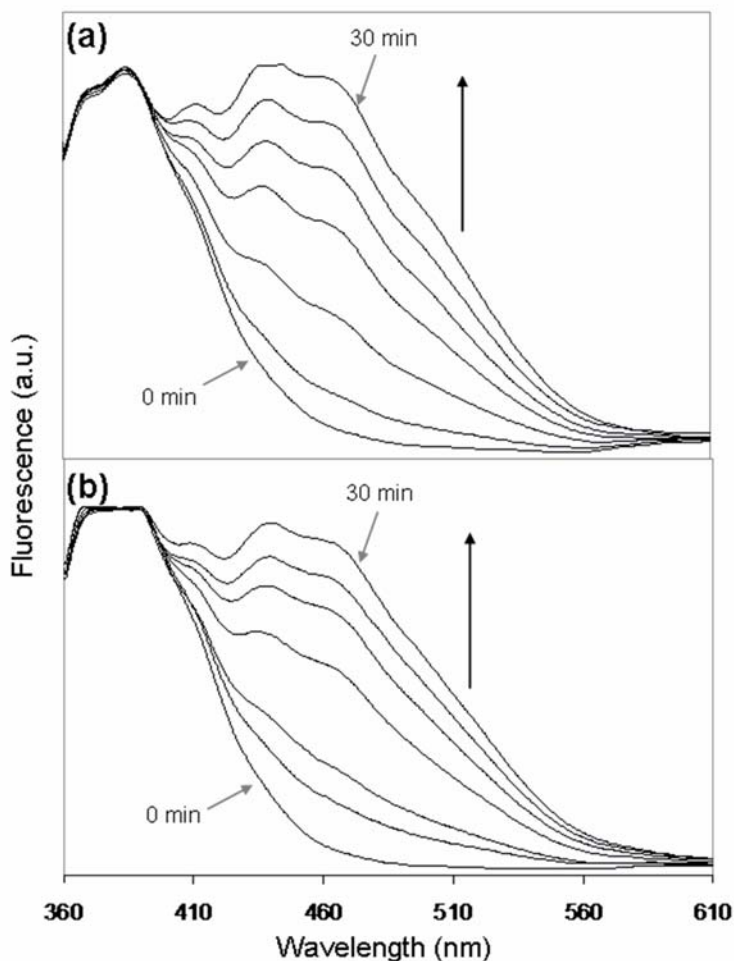 (a)
30 min
0 min
Fluorescence (a.u.)
(b)
30 min
0 min
360 410 460 510 560 610
Wavelength (nm)